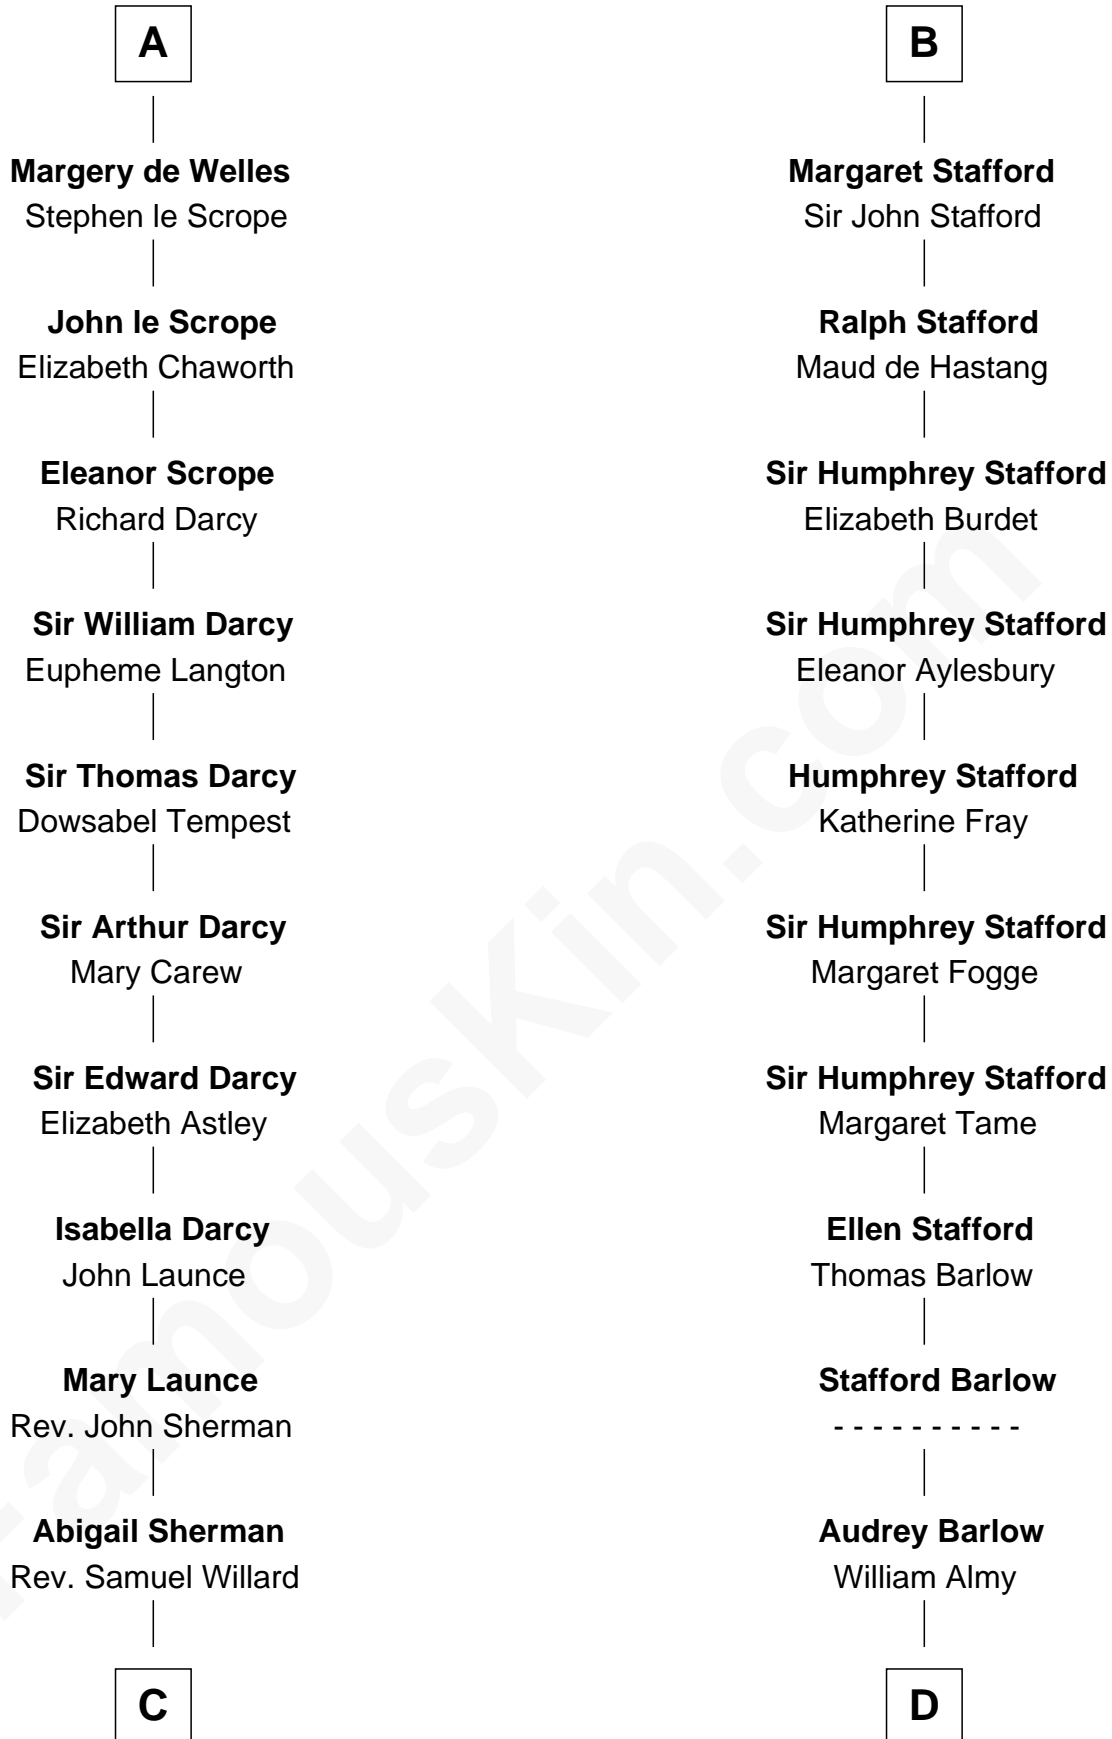 A
Margery de Welles
Stephen le Scrope
John le Scrope
Elizabeth Chaworth
Eleanor Scrope
Richard Darcy
Sir William Darcy
Eupheme Langton
Sir Thomas Darcy
Dowsabel Tempest
Sir Arthur Darcy
Mary Carew
Sir Edward Darcy
Elizabeth Astley
Isabella Darcy
John Launce
Mary Launce
Rev. John Sherman
Abigail Sherman
Rev. Samuel Willard
C
B
Margaret Stafford
Sir John Stafford
Ralph Stafford
Maud de Hastang
Sir Humphrey Stafford
Elizabeth Burdet
Sir Humphrey Stafford
Eleanor Aylesbury
Humphrey Stafford
Katherine Fray
Sir Humphrey Stafford
Margaret Fogge
Sir Humphrey Stafford
Margaret Tame
Ellen Stafford
Thomas Barlow
Stafford Barlow
- - - - - - - - - -
Audrey Barlow
William Almy
D
FamousKin.com